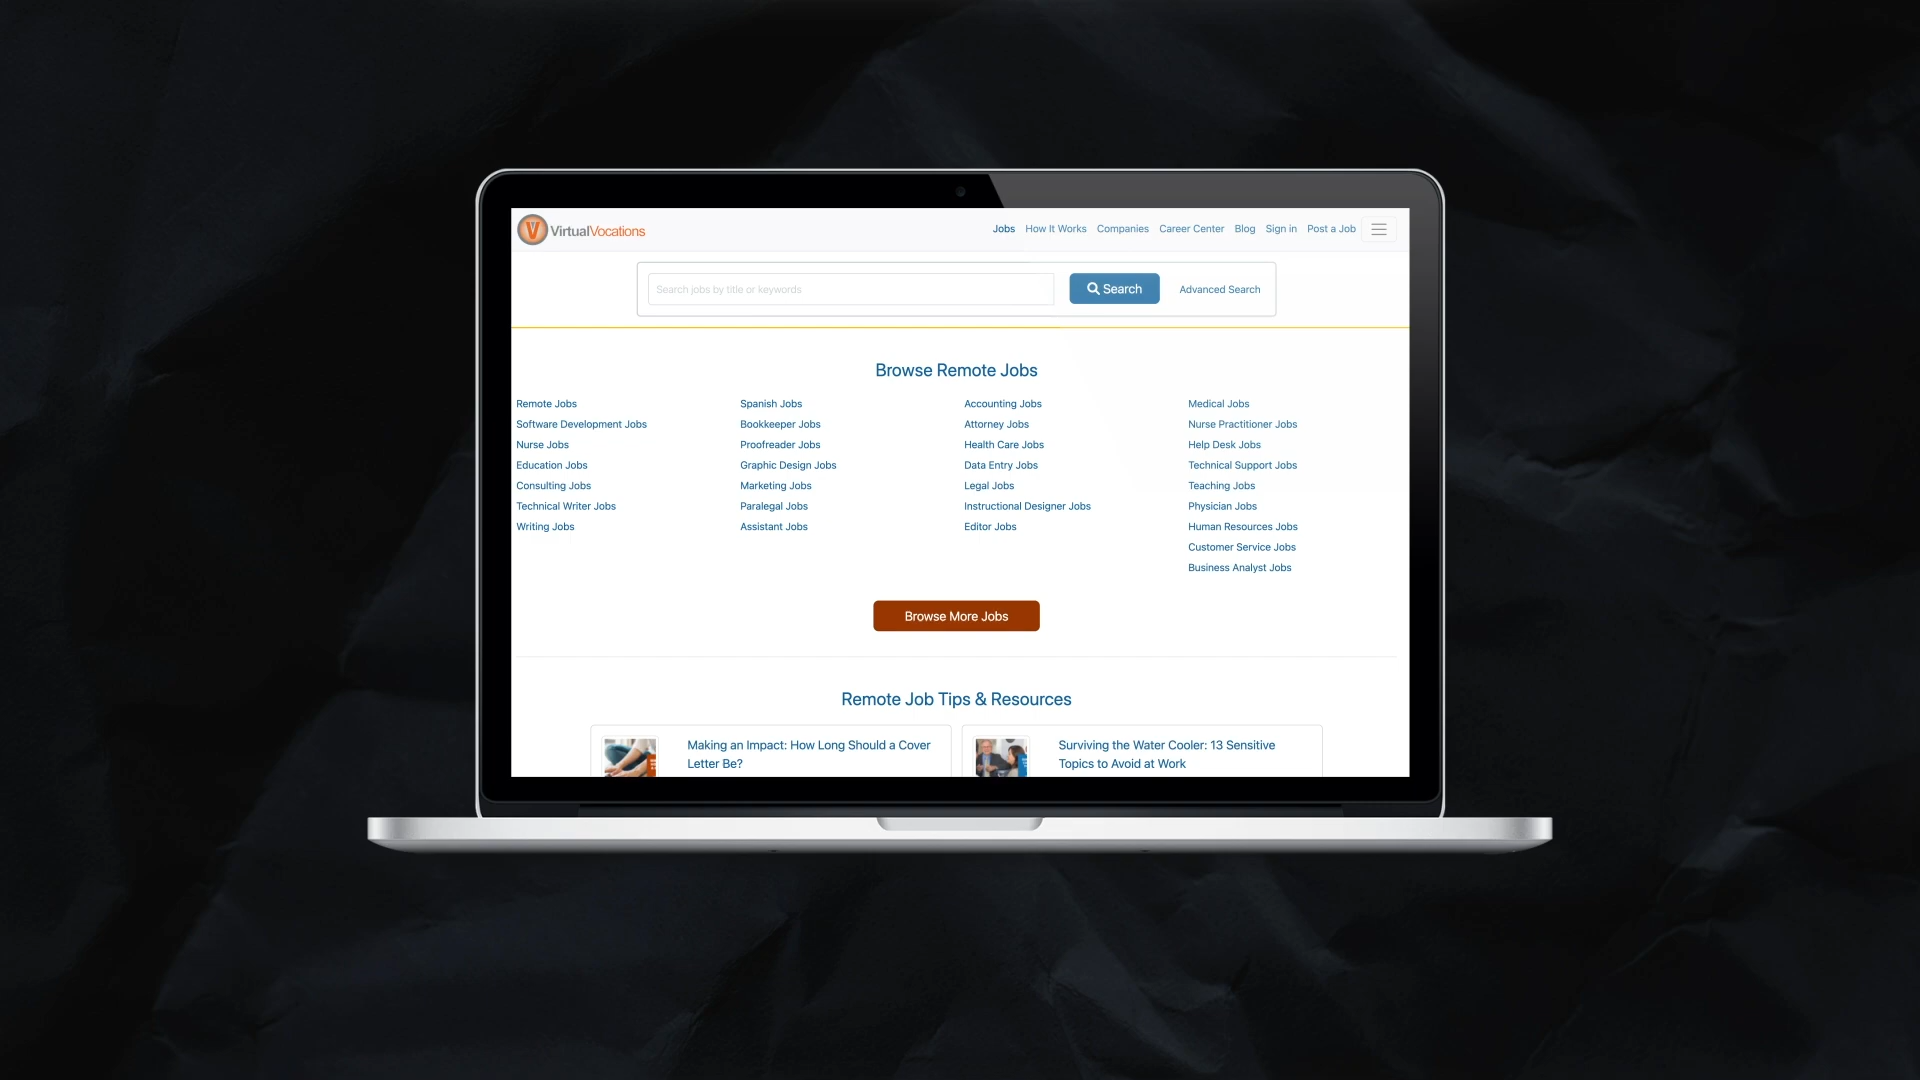 VirtualVocations
Jobs How It Works Companies Career Center Blog Sign in Post a Job
Search jobs by title or keywords
Search
Advanced Search
Browse Remote Jobs
Remote Jobs
Software Development Jobs
Nurse Jobs
Education Jobs
Consulting Jobs
Technical Writer Jobs
Writing Jobs
Spanish Jobs
Bookkeeper Jobs
Proofreader Jobs
Graphic Design Jobs
Marketing Jobs
Paralegal Jobs
Assistant Jobs
Accounting Jobs
Attorney Jobs
Health Care Jobs
Data Entry Jobs
Legal Jobs
Instructional Designer Jobs
Editor Jobs
Medical Jobs
Nurse Practitioner Jobs
Help Desk Jobs
Technical Support Jobs
Teaching Jobs
Physician Jobs
Human Resources Jobs
Customer Service Jobs
Business Analyst Jobs
Browse More Jobs
Remote Job Tips & Resources
Making an Impact: How Long Should a Cover
Letter Be?
Surviving the Water Cooler: 13 Sensitive
Topics to Avoid at Work